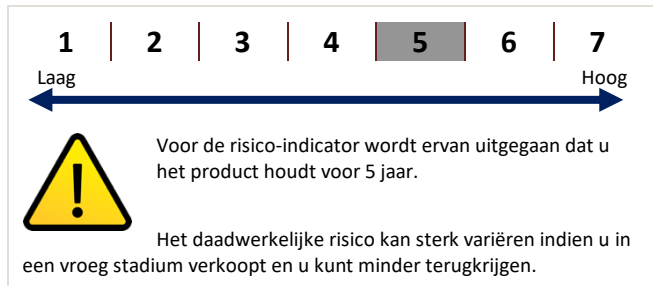 1 2 3 4 5 6 7
Laag Hoog
Voor de risico-indicator wordt ervan uitgegaan dat u
het product houdt voor 5 jaar.
Het daadwerkelijke risico kan sterk variëren indien u in
een vroeg stadium verkoopt en u kunt minder terugkrijgen.